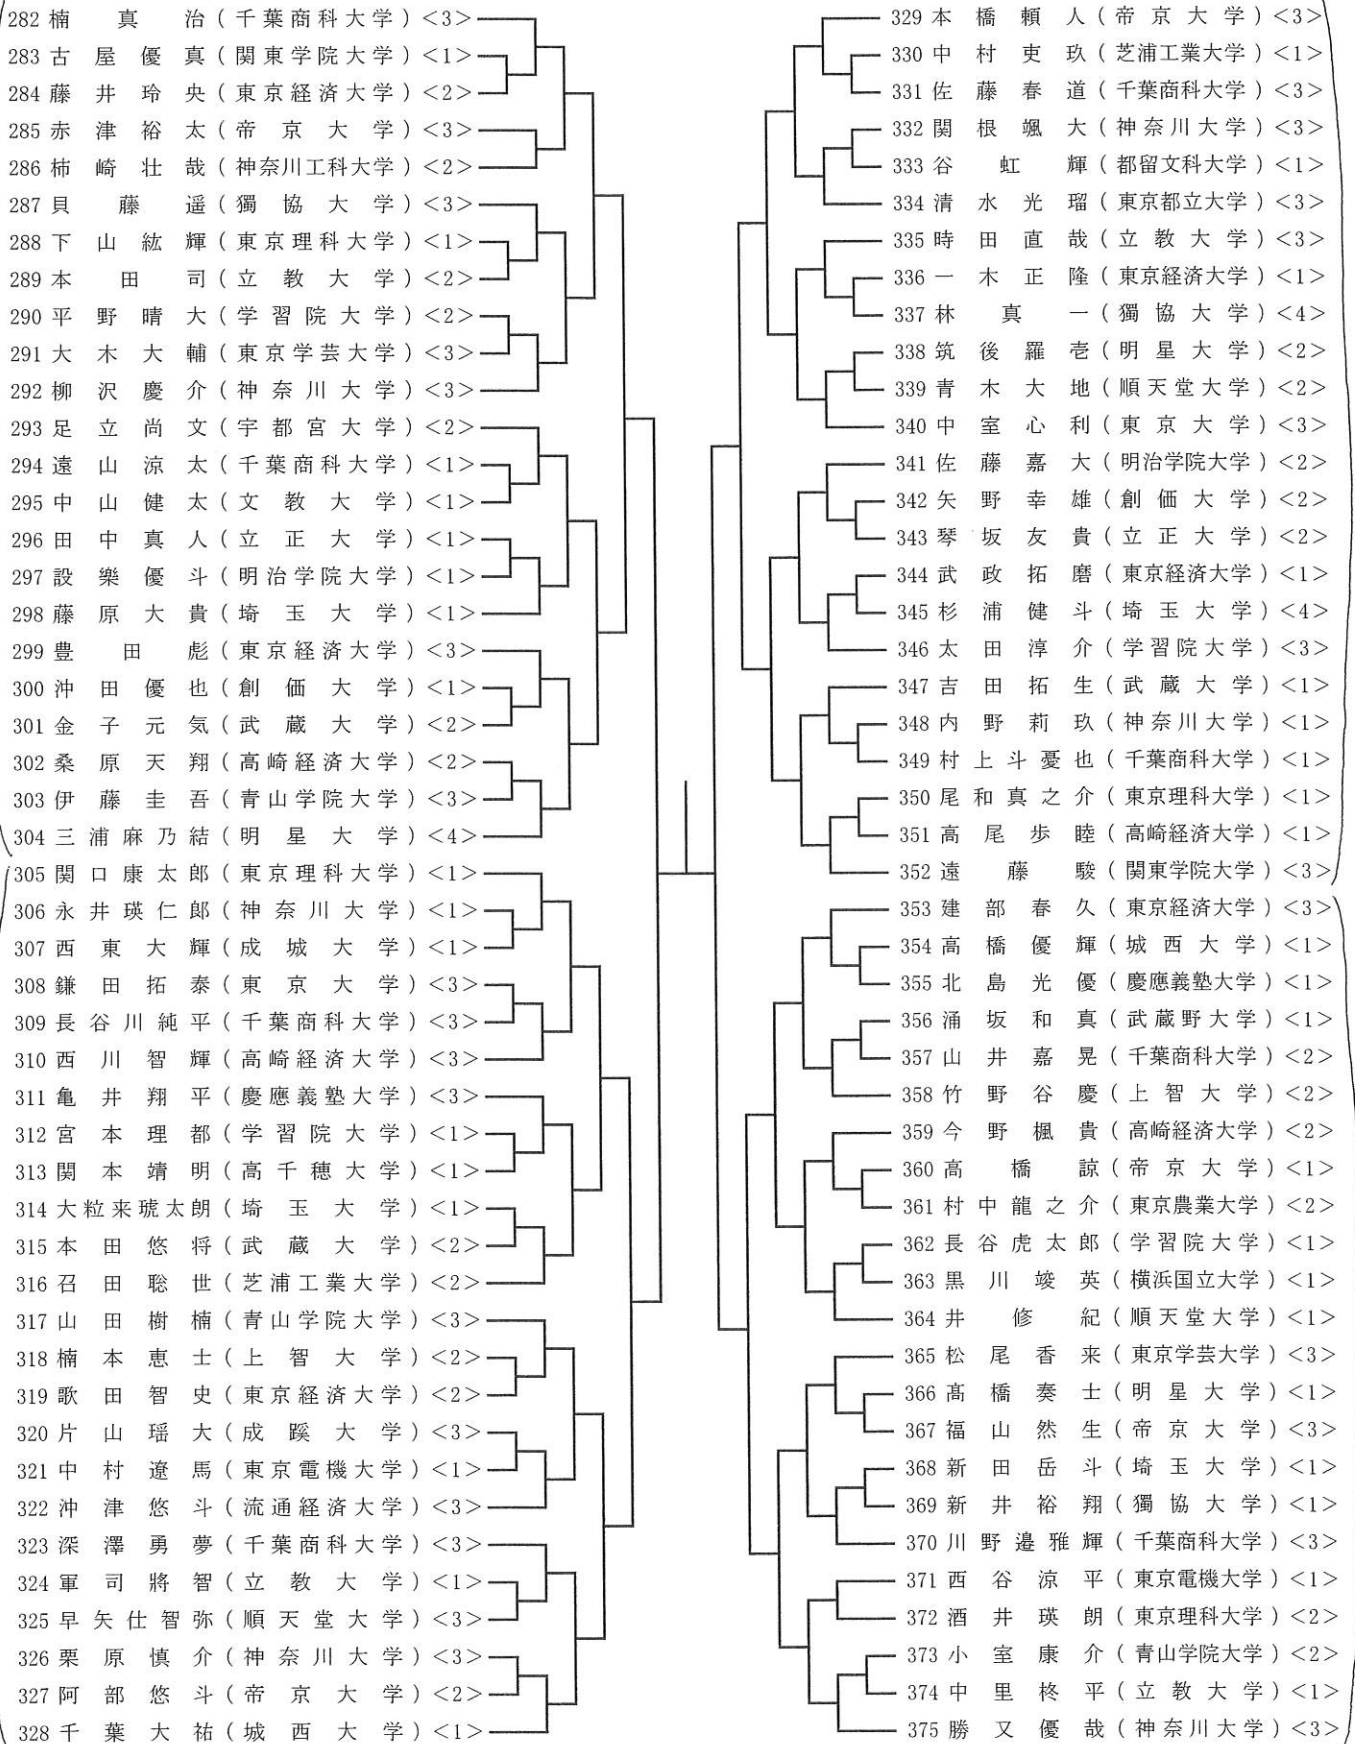 282 楠真治 (千葉商科大学) <3>
283 古屋優真 (関東学院大学) <1>
284 藤井玲央 (東京経済大学) <2>
285 赤津裕太 (帝京大学) <3>
286 柿崎壮哉 (神奈川工科大学) <2>
287 貝藤遥 (獨協大学) <3>
288 下山紘輝 (東京理科大学) <1>
289 本田司 (立教大学) <2>
290 平野晴大 (学習院大学) <2>
291 大木大輔 (東京学芸大学) <3>
292 柳沢慶介 (神奈川大学) <3>
293 足立尚文 (宇都宮大学) <2>
294 遠山涼太 (千葉商科大学) <1>
295 中山健太 (文教大学) <1>
296 田中真人 (立正大学) <1>
297 設樂優斗 (明治学院大学) <1>
298 藤原大貴 (埼玉大学) <1>
299 豊田彪 (東京経済大学) <3>
300 沖田優也 (創価大学) <1>
301 金子元気 (武蔵大学) <2>
302 桑原天翔 (高崎経済大学) <2>
303 伊藤圭吾 (青山学院大学) <3>
304 三浦麻乃結 (明星大学) <4>
305 関口康太郎 (東京理科大学) <1>
306 永井瑛仁郎 (神奈川大学) <1>
307 西東大輝 (成城大学) <1>
308 鎌田拓泰 (東京大学) <3>
309 長谷川純平 (千葉商科大学) <3>
310 西川智輝 (高崎経済大学) <3>
311 亀井翔平 (慶應義塾大学) <3>
312 宮本理都 (学習院大学) <1>
313 関本靖明 (高千穂大学) <1>
314 大粒来琥太朗 (埼玉大学) <1>
315 本田悠将 (武蔵大学) <2>
316 召田聡世 (芝浦工業大学) <2>
317 山田樹楠 (青山学院大学) <3>
318 楠本恵士 (上智大学) <2>
319 歌田智史 (東京経済大学) <2>
320 片山瑶大 (成蹊大学) <3>
321 中村遼馬 (東京電機大学) <1>
322 沖津悠斗 (流通経済大学) <3>
323 深澤勇夢 (千葉商科大学) <3>
324 軍司將智 (立教大学) <1>
325 早矢仕智弥 (順天堂大学) <3>
326 栗原慎介 (神奈川大学) <3>
327 阿部悠斗 (帝京大学) <2>
328 千葉大祐 (城西大学) <1>
329 本橋頼人 (帝京大学) <3>
330 中村吏玖 (芝浦工業大学) <1>
331 佐藤春道 (千葉商科大学) <3>
332 関根颯大 (神奈川大学) <3>
333 谷虹輝 (都留文科大学) <1>
334 清水光瑠 (東京都立大学) <3>
335 時田直哉 (立教大学) <3>
336 一木正隆 (東京経済大学) <1>
337 林真一 (獨協大学) <4>
338 筑後羅壱 (明星大学) <2>
339 青木大地 (順天堂大学) <2>
340 中室心利 (東京大学) <3>
341 佐藤嘉大 (明治学院大学) <2>
342 矢野幸雄 (創価大学) <2>
343 琴坂友貴 (立正大学) <2>
344 武政拓磨 (東京経済大学) <1>
345 杉浦健斗 (埼玉大学) <4>
346 太田淳介 (学習院大学) <3>
347 吉田拓生 (武蔵大学) <1>
348 内野莉玖 (神奈川大学) <1>
349 村上斗憂也 (千葉商科大学) <1>
350 尾和真之介 (東京理科大学) <1>
351 高尾歩睦 (高崎経済大学) <1>
352 遠藤駿 (関東学院大学) <3>
353 建部春久 (東京経済大学) <3>
354 高橋優輝 (城西大学) <1>
355 北島光優 (慶應義塾大学) <1>
356 涌坂和真 (武蔵野大学) <1>
357 山井嘉晃 (千葉商科大学) <2>
358 竹野谷慶 (上智大学) <2>
359 今野楓貴 (高崎経済大学) <2>
360 高橋諒 (帝京大学) <1>
361 村中龍之介 (東京農業大学) <2>
362 長谷虎太郎 (学習院大学) <1>
363 黒川竣英 (横浜国立大学) <1>
364 井修紀 (順天堂大学) <1>
365 松尾香来 (東京学芸大学) <3>
366 髙橋奏士 (明星大学) <1>
367 福山然生 (帝京大学) <3>
368 新田岳斗 (埼玉大学) <1>
369 新井裕翔 (獨協大学) <1>
370 川野邉雅輝 (千葉商科大学) <3>
371 西谷涼平 (東京電機大学) <1>
372 酒井瑛朗 (東京理科大学) <2>
373 小室康介 (青山学院大学) <2>
374 中里柊平 (立教大学) <1>
375 勝又優哉 (神奈川大学) <3>